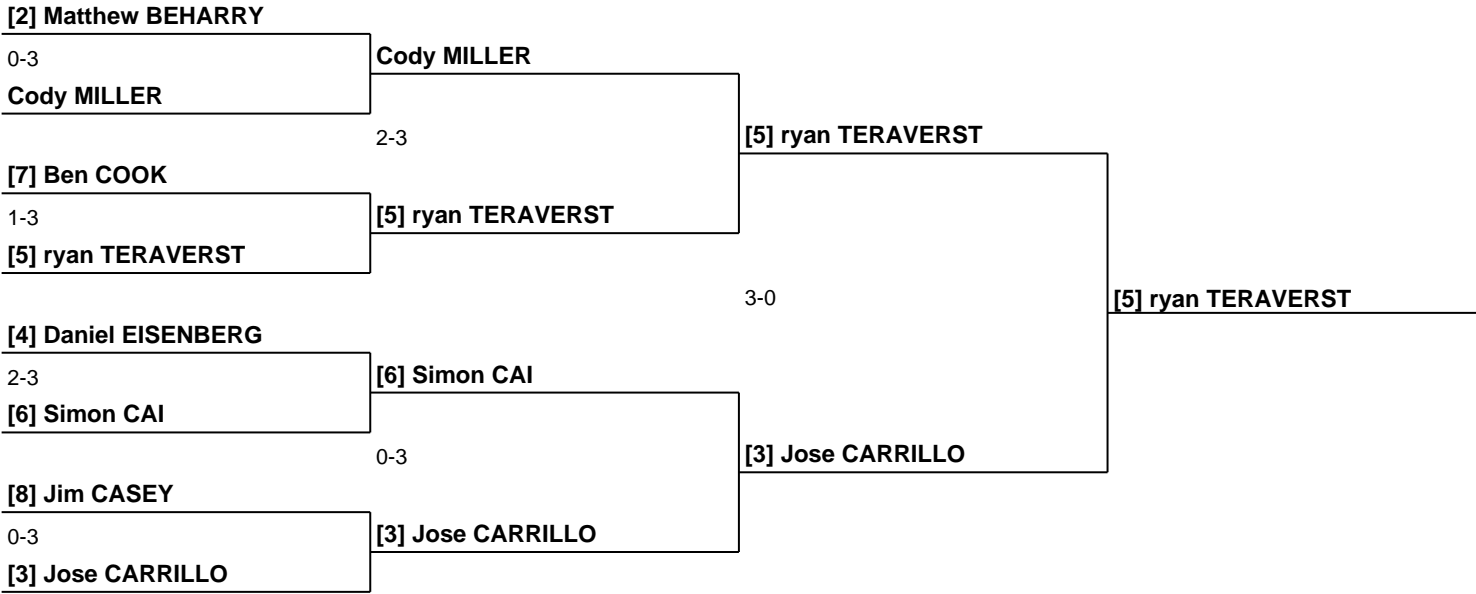 [2] Matthew BEHARRY
0-3
Cody MILLER
Cody MILLER
2-3
[7] Ben COOK
1-3
[5] ryan TERAVERST
[5] ryan TERAVERST
[5] ryan TERAVERST
3-0
[5] ryan TERAVERST
[4] Daniel EISENBERG
2-3
[6] Simon CAI
[6] Simon CAI
0-3
[3] Jose CARRILLO
[8] Jim CASEY
0-3
[3] Jose CARRILLO
[3] Jose CARRILLO